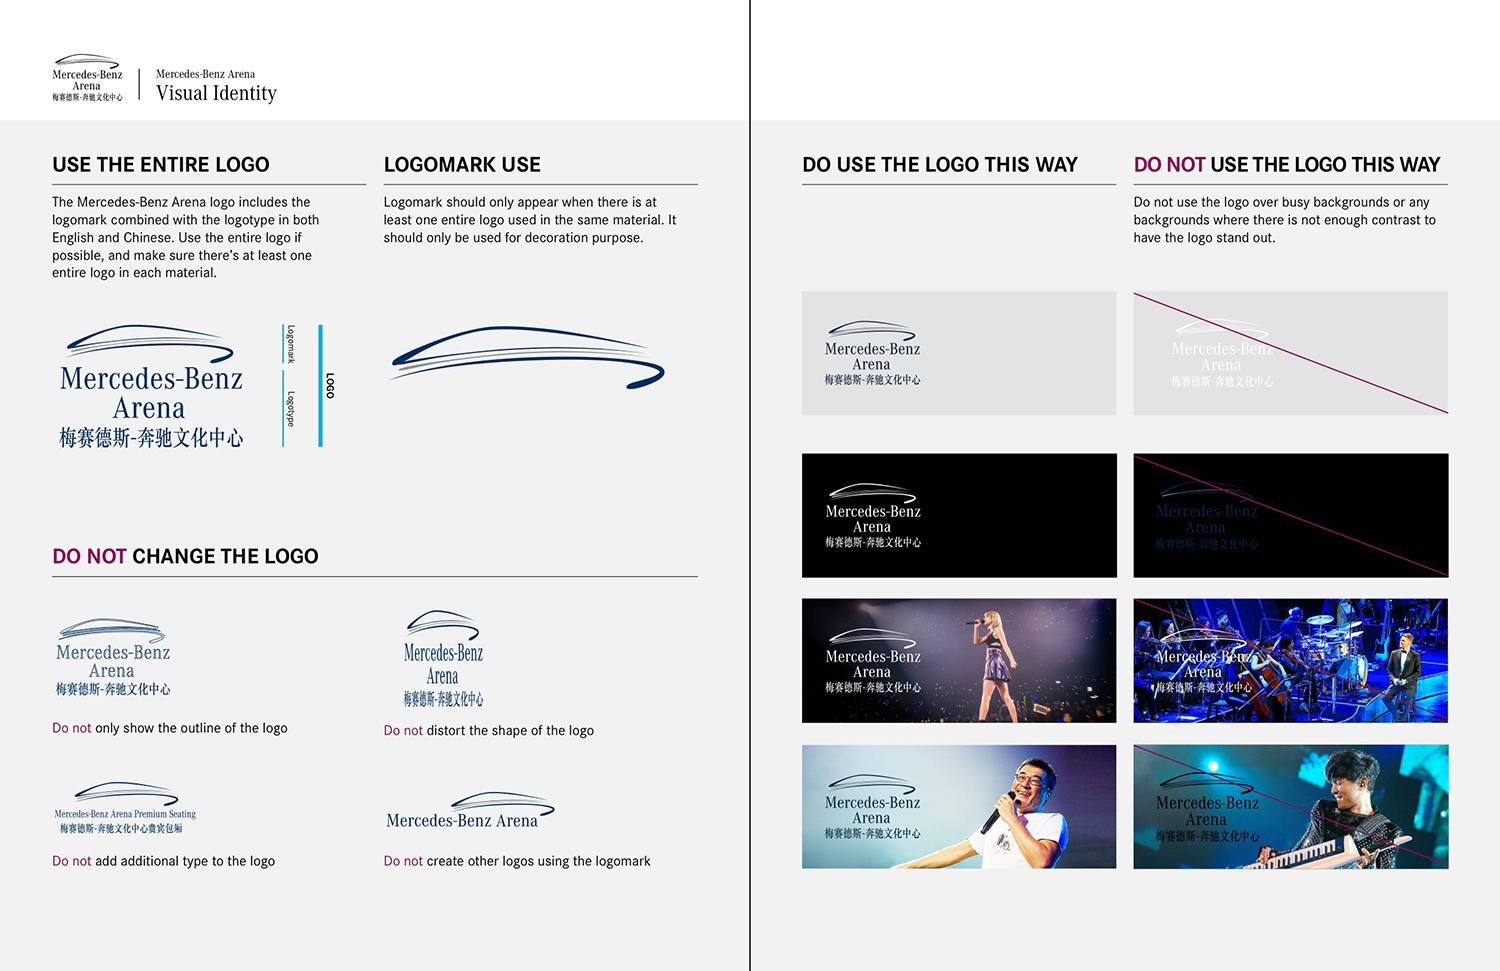 Mercedes-Benz
Arena
梅赛德斯-奔驰文化中心
Mercedes-Benz Arena
Visual Identity
USE THE ENTIRE LOGO
The Mercedes-Benz Arena logo includes the
logomark combined with the logotype in both
English and Chinese. Use the entire logo if
possible, and make sure there's at least one
entire logo in each material.
Mercedes-Benz
Arena
梅赛德斯-奔驰文化中心
Logomark
Logotype
LOGO
LOGOMARK USE
Logomark should only appear when there is at
least one entire logo used in the same material. It
should only be used for decoration purpose.
DO NOT CHANGE THE LOGO
Mercedes-Benz
Arena
梅赛德斯-奔驰文化中心
Do not only show the outline of the logo
Mercedes-Benz
Arena
梅赛德斯-奔驰文化中心
Do not distort the shape of the logo
Mercedes-Benz Arena Premium Seating
梅赛德斯-奔驰文化中心贵宾包厢
Do not add additional type to the logo
Mercedes-Benz Arena
Do not create other logos using the logomark
DO USE THE LOGO THIS WAY
Mercedes-Benz
Arena
梅赛德斯-奔驰文化中心
Mercedes-Benz
Arena
梅赛德斯-奔驰文化中心
Mercedes-Benz
Arena
梅赛德斯-奔驰文化中心
Mercedes-Benz
Arena
梅赛德斯-奔驰文化中心
DO NOT USE THE LOGO THIS WAY
Do not use the logo over busy backgrounds or any
backgrounds where there is not enough contrast to
have the logo stand out.
Mercedes-Benz
Arena
梅赛德斯-奔驰文化中心
Mercedes-Benz
Arena
梅赛德斯-奔驰文化中心
Mercedes-Benz
Arena
梅赛德斯-奔驰文化中心
Mercedes-Benz
Arena
梅赛德斯-奔驰文化中心